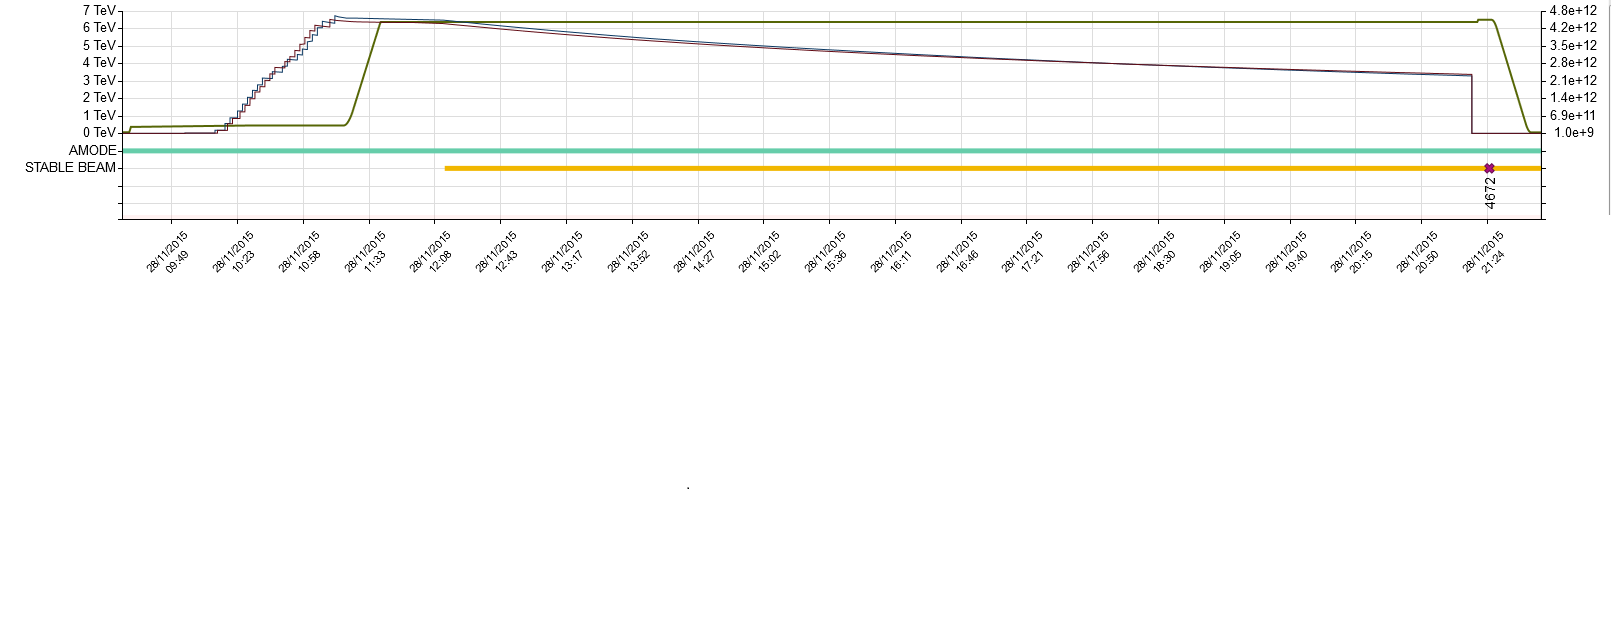 7 TeV
6 TeV
5 TeV
4 TeV
3 TeV
2 TeV
1 TeV
0 TeV
AMODE
STABLE BEAM
4.8e+12
4.2e+12
3.5e+12
2.8e+12
2.1e+12
1.4e+12
6.9e+11
1.0e+9
4672
28/11/2015
09:49
28/11/2015
10:23
28/11/2015
10:58
28/11/2015
11:33
28/11/2015
12:08
28/11/2015
12:43
28/11/2015
13:17
28/11/2015
13:52
28/11/2015
14:27
28/11/2015
15:02
28/11/2015
15:36
28/11/2015
16:11
28/11/2015
16:46
28/11/2015
17:21
28/11/2015
17:56
28/11/2015
18:30
28/11/2015
19:05
28/11/2015
19:40
28/11/2015
20:15
28/11/2015
20:50
28/11/2015
21:24
.